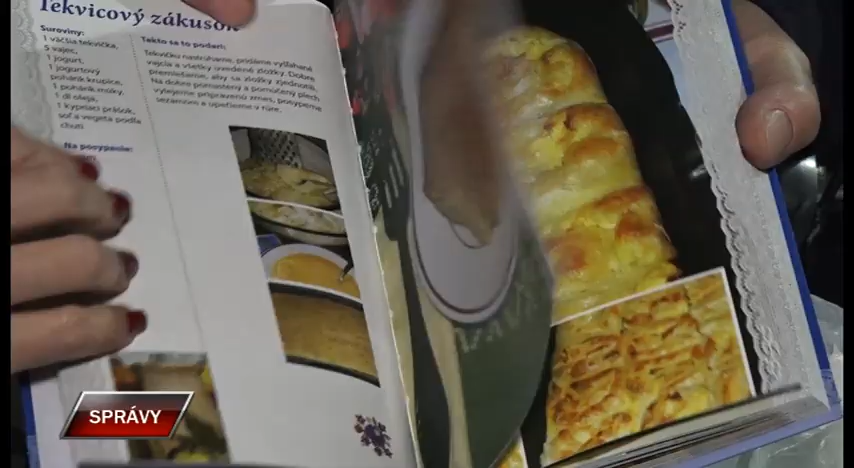 Tekvicový zákusok
Suroviny:
1 väčšia tekvička,
5 vajec,
1 jogurt,
1 jogurtový
pohárik krupice,
1 pohárik múky,
1 dl oleja,
1 kypriaci prášok,
soľ a vegeta podľa
chuti
Na posypenie:
Takto sa to podarí:
Tekvičku nastrúhame, pridáme vyšľahané
vajcia a všetky uvedené zložky. Dobre
premiešame, aby sa zložky zjednotili.
Na dobre pomastený a pomúčený plech
vylejeme pripravenú zmes, posypeme
sezamom a upečieme v rúre.
SPRÁVY